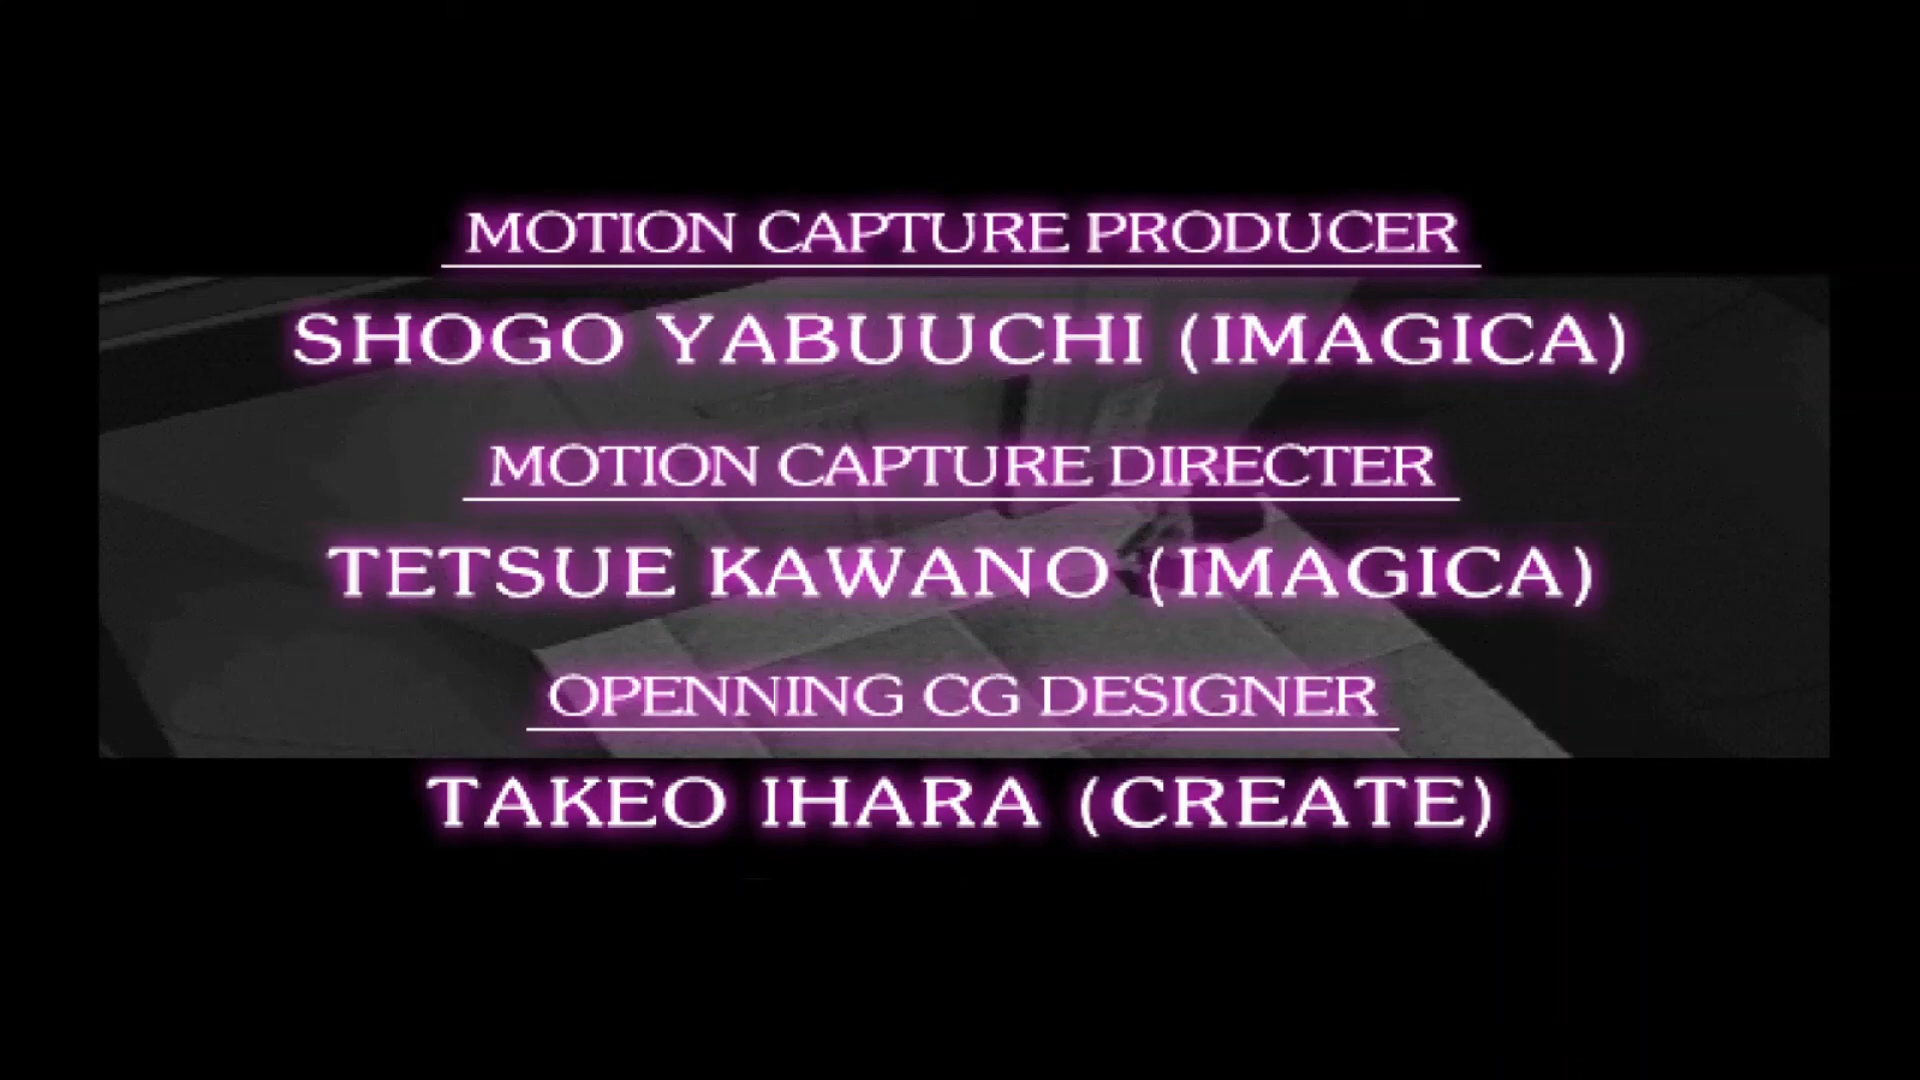 MOTION CAPTURE PRODUCER
SHOGO YABUUCHI (IMAGICA)
MOTION CAPTURE DIRECTER
TETSUE KAWANO (IMAGICA)
OPENNING CG DESIGNER
TAKEO IHARA (CREATE)